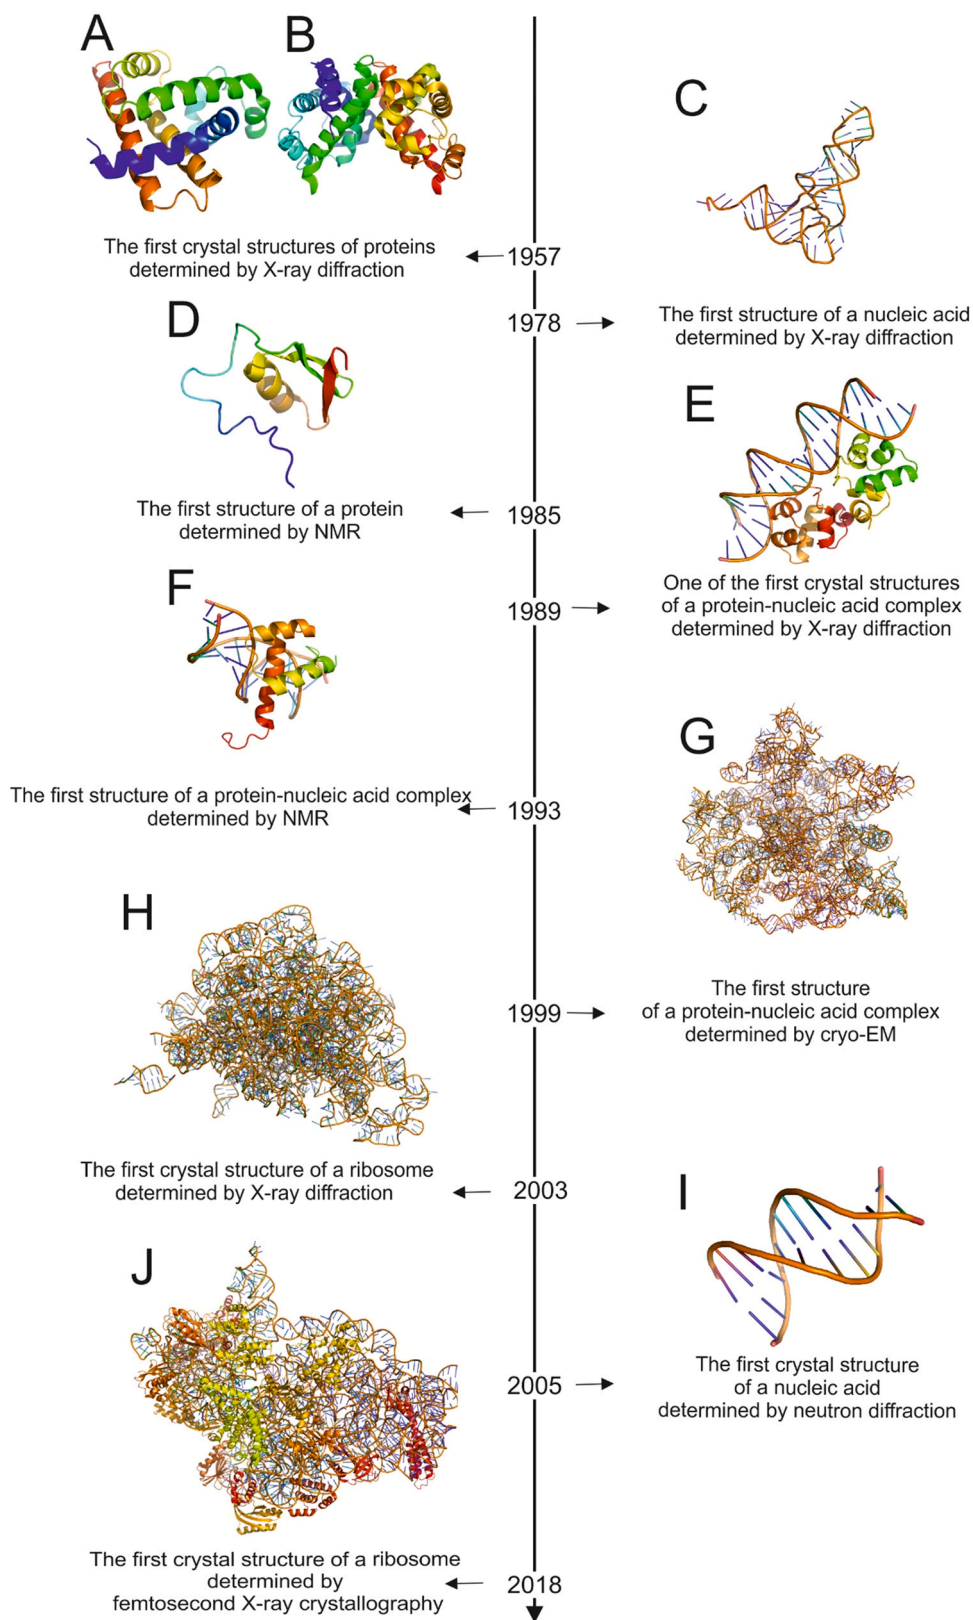 A
B
The first crystal structures of proteins
determined by X-ray diffraction
1957
C
1978
The first structure of a nucleic acid
determined by X-ray diffraction
D
The first structure of a protein
determined by NMR
1985
E
1989
One of the first crystal structures
of a protein-nucleic acid complex
determined by X-ray diffraction
F
The first structure of a protein-nucleic acid complex
determined by NMR
1993
G
1999
The first structure
of a protein-nucleic acid complex
determined by cryo-EM
H
The first crystal structure of a ribosome
determined by X-ray diffraction
2003
I
2005
The first crystal structure
of a nucleic acid
determined by neutron diffraction
J
The first crystal structure of a ribosome
determined by
femtosecond X-ray crystallography
2018